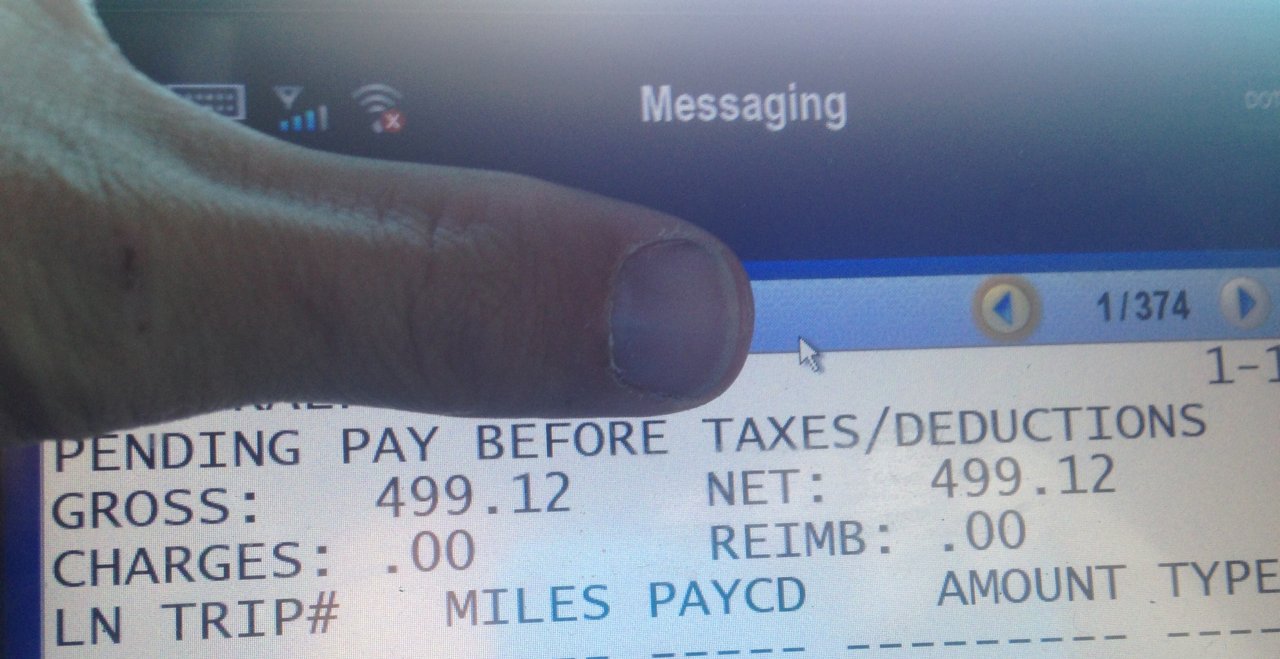 Messaging
1/374
1-1
PENDING PAY BEFORE TAXES/DEDUCTIONS
GROSS: 499.12 NET: 499.12
CHARGES: .00 REIMB: .00
LN TRIP# MILES PAYCD AMOUNT TYPE